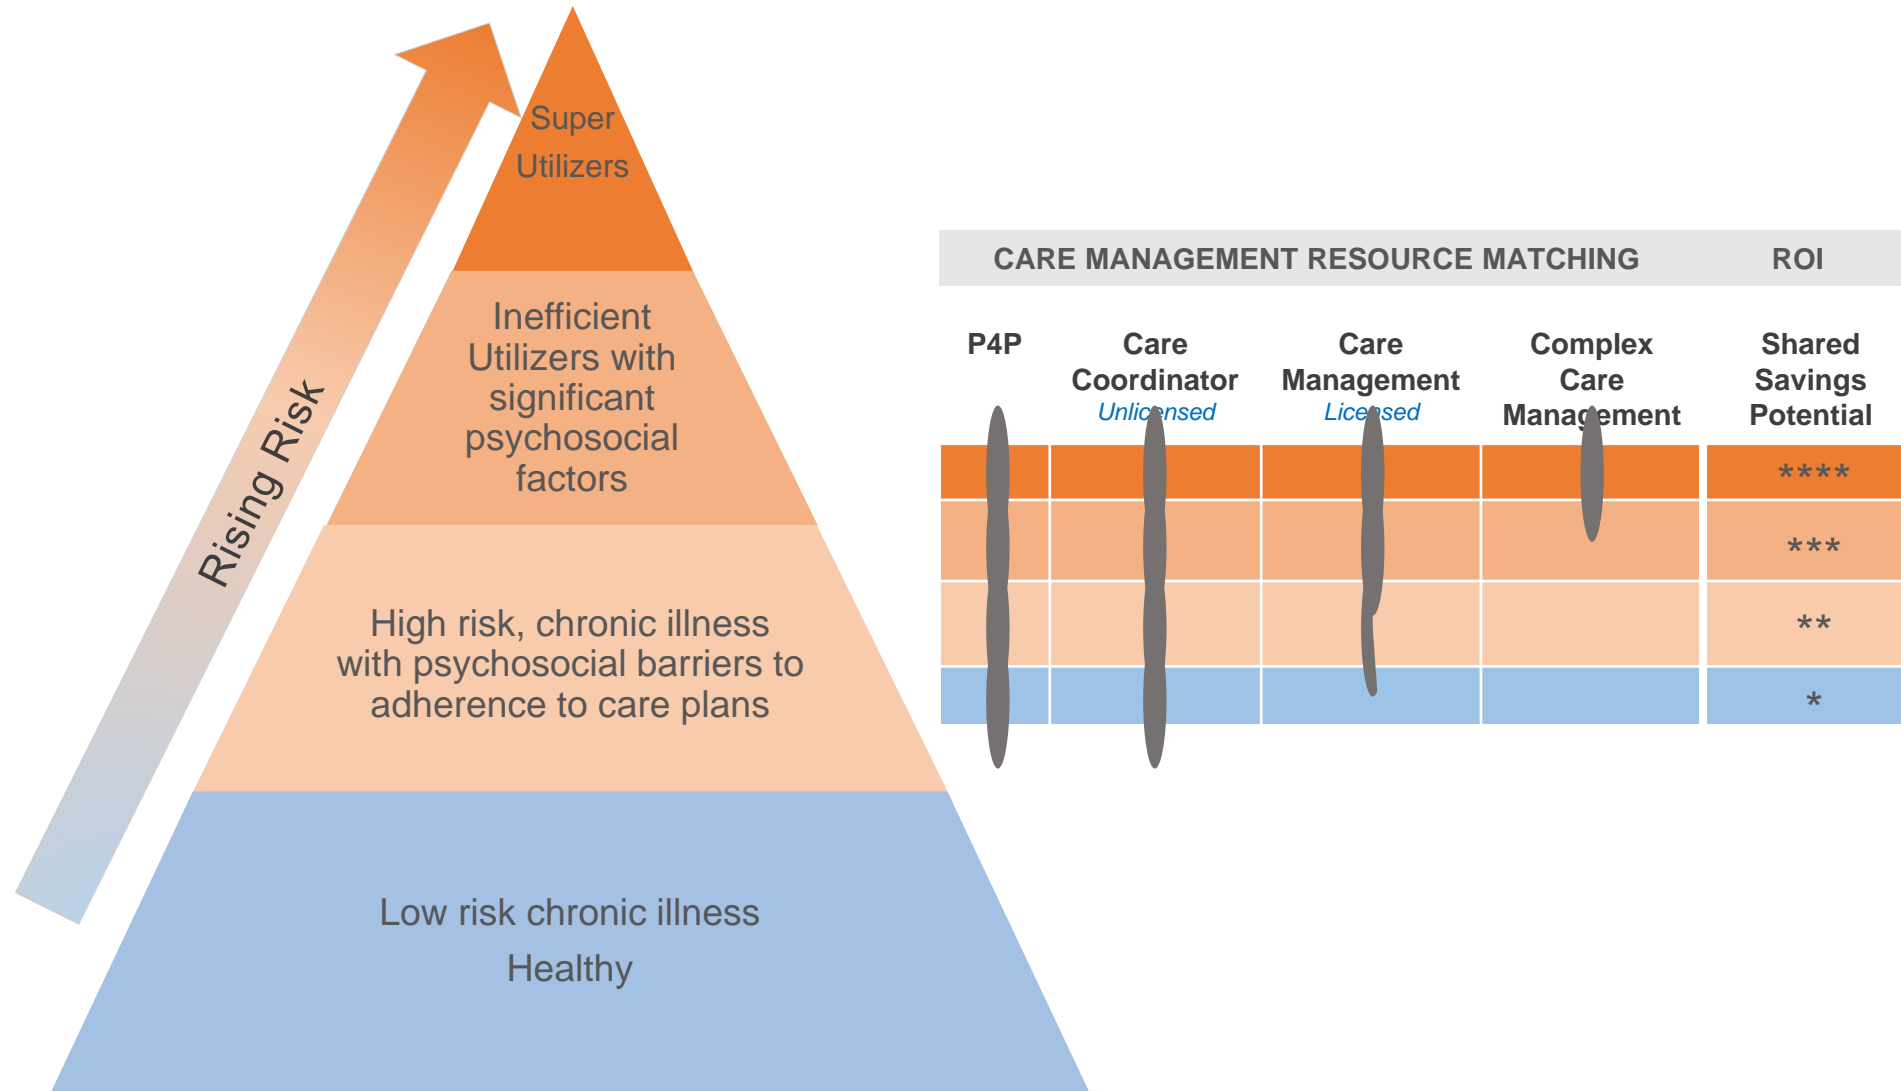 Super
Utilizers
Inefficient
Utilizers with
significant
psychosocial
factors
High risk, chronic illness
with psychosocial barriers to
adherence to care plans
Low risk chronic illness
Healthy
Rising Risk
CARE MANAGEMENT RESOURCE MATCHING ROI
P4P
Care
Coordinator
Unlicensed
Care
Management
Licensed
Complex
Care
Management
Shared
Savings
Potential
****
***
**
*